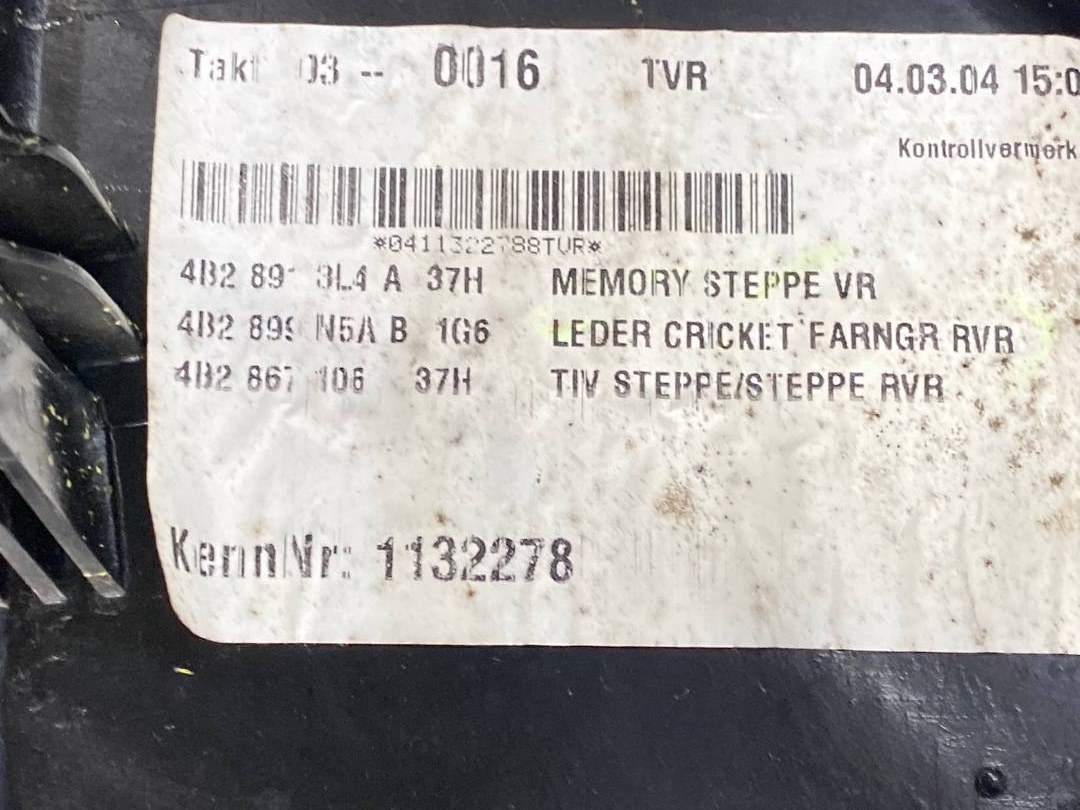 Takt 03 -- 0016 TVR 04.03.04 15:0
Kontrollvermerk
*0411322788TVR*
4B2 89 3L4 A 37H MEMORY STEPPE VR
4B2 899 N5A B 1G6 LEDER CRICKET FARNGR RVR
4B2 867 106 37H TIV STEPPE/STEPPE RVR
KennNr: 1132278